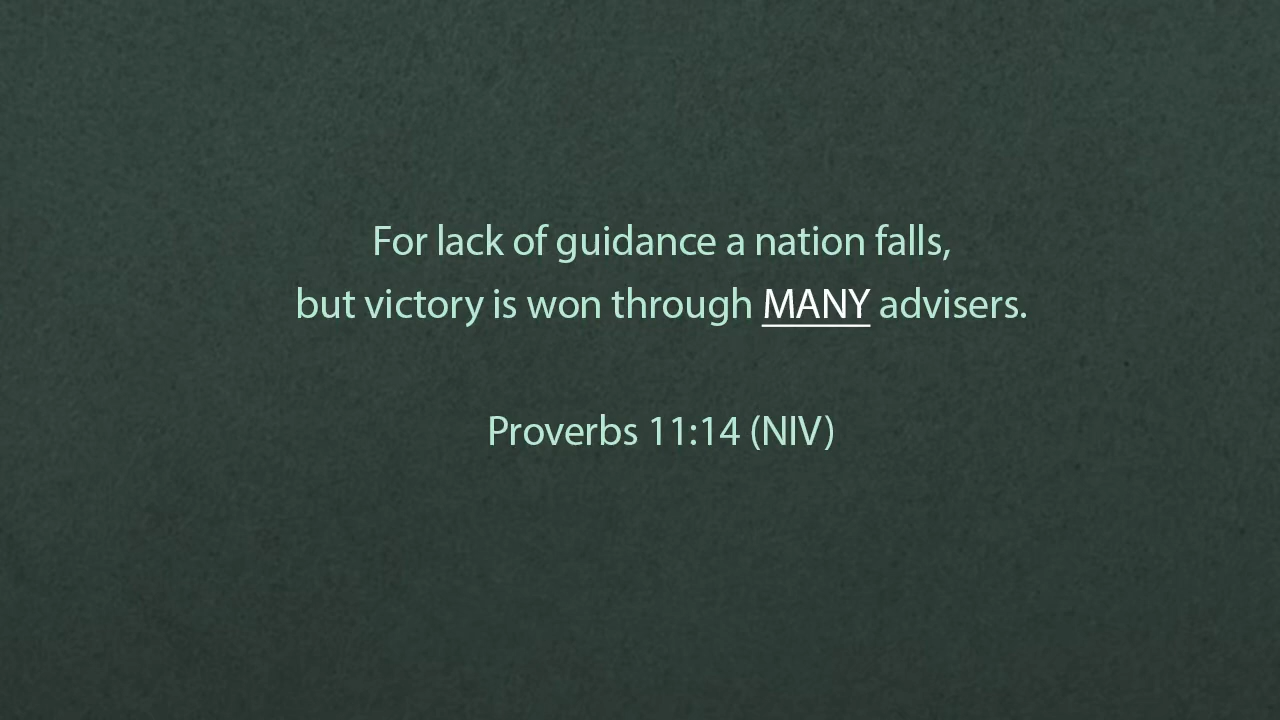 For lack of guidance a nation falls,
but victory is won through MANY advisers.
Proverbs 11:14 (NIV)